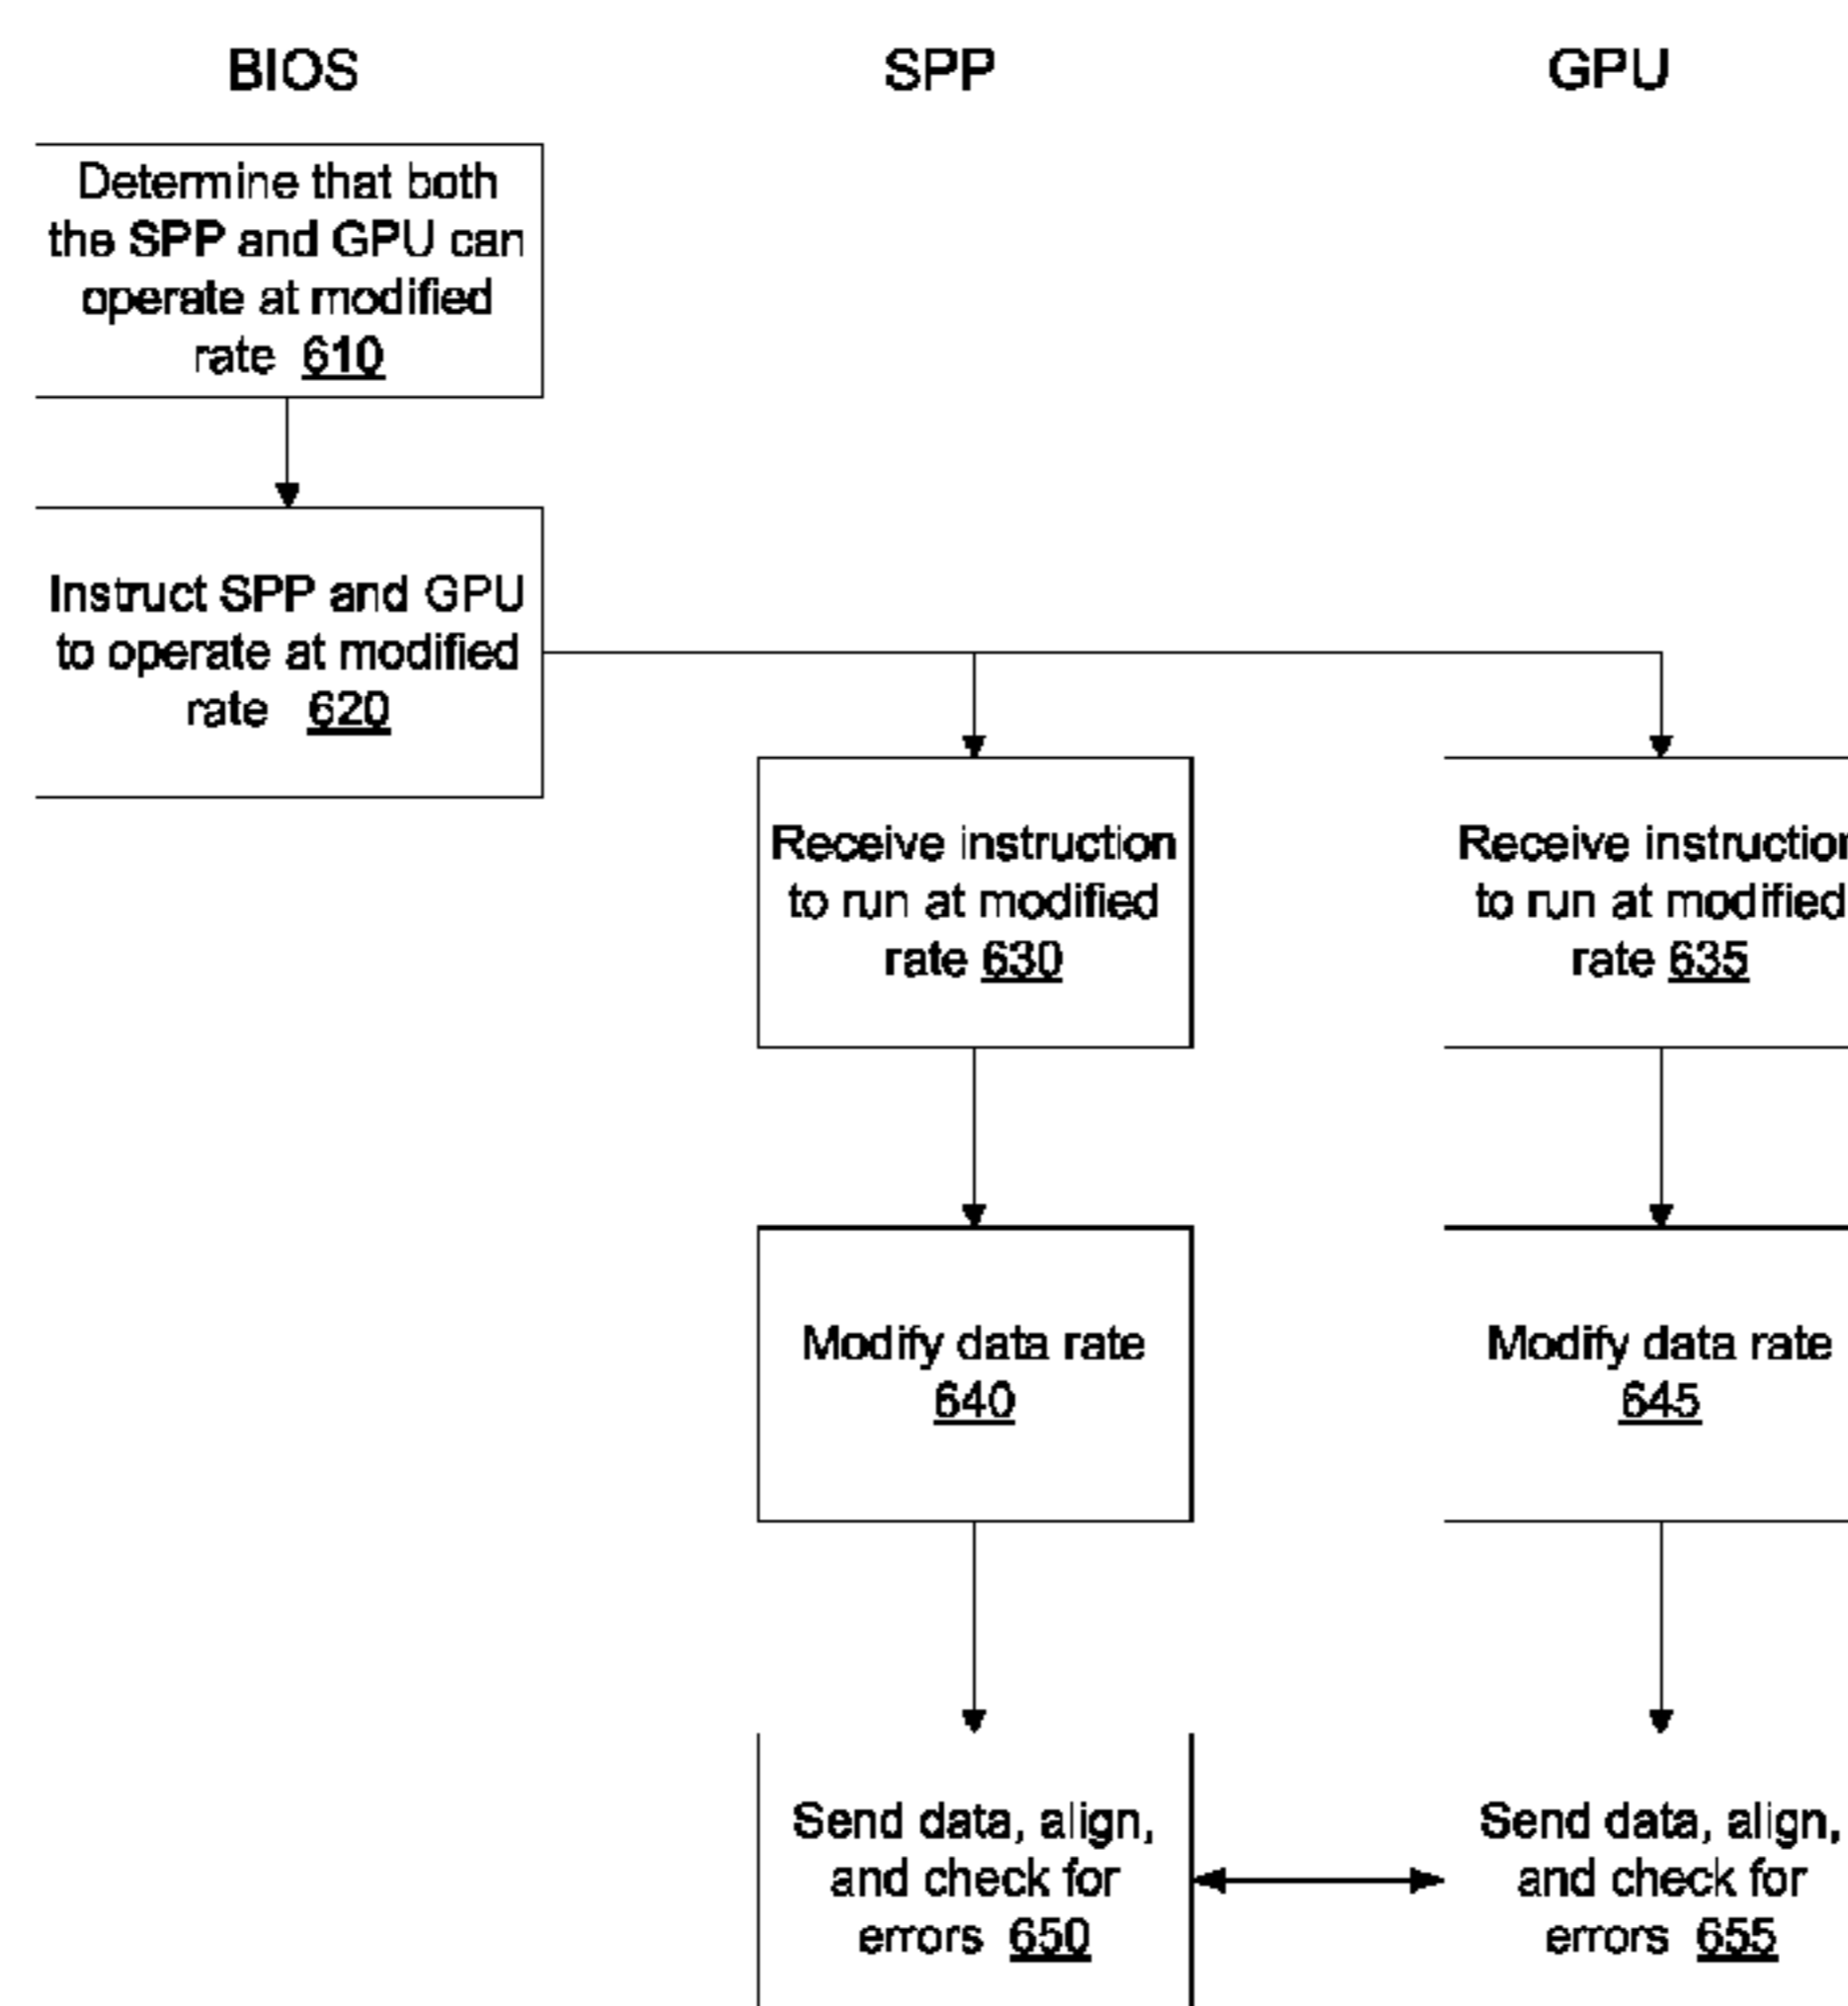 BIOS
SPP
GPU
Determine that both
the SPP and GPU can
operate at modified
rate 610
Instruct SPP and GPU
to operate at modified
rate 620
Receive instruction
to run at modified
rate 630
Receive instruction
to run at modified
rate 635
Modify data rate
640
Modify data rate
645
Send data, align,
and check for
errors 650
Send data, align,
and check for
errors 655